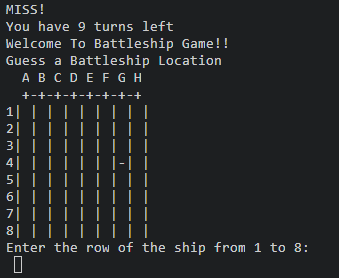 MISS!
You have 9 turns left
Welcome To Battleship Game!!
Guess a Battleship Location
  A B C D E F G H
  +-+-+-+-+-+-+-+
1| | | | | | | | |
2| | | | | | | | |
3| | | | | | | | |
4| | | | | | |-| |
5| | | | | | | | |
6| | | | | | | | |
7| | | | | | | | |
8| | | | | | | | |
Enter the row of the ship from 1 to 8: